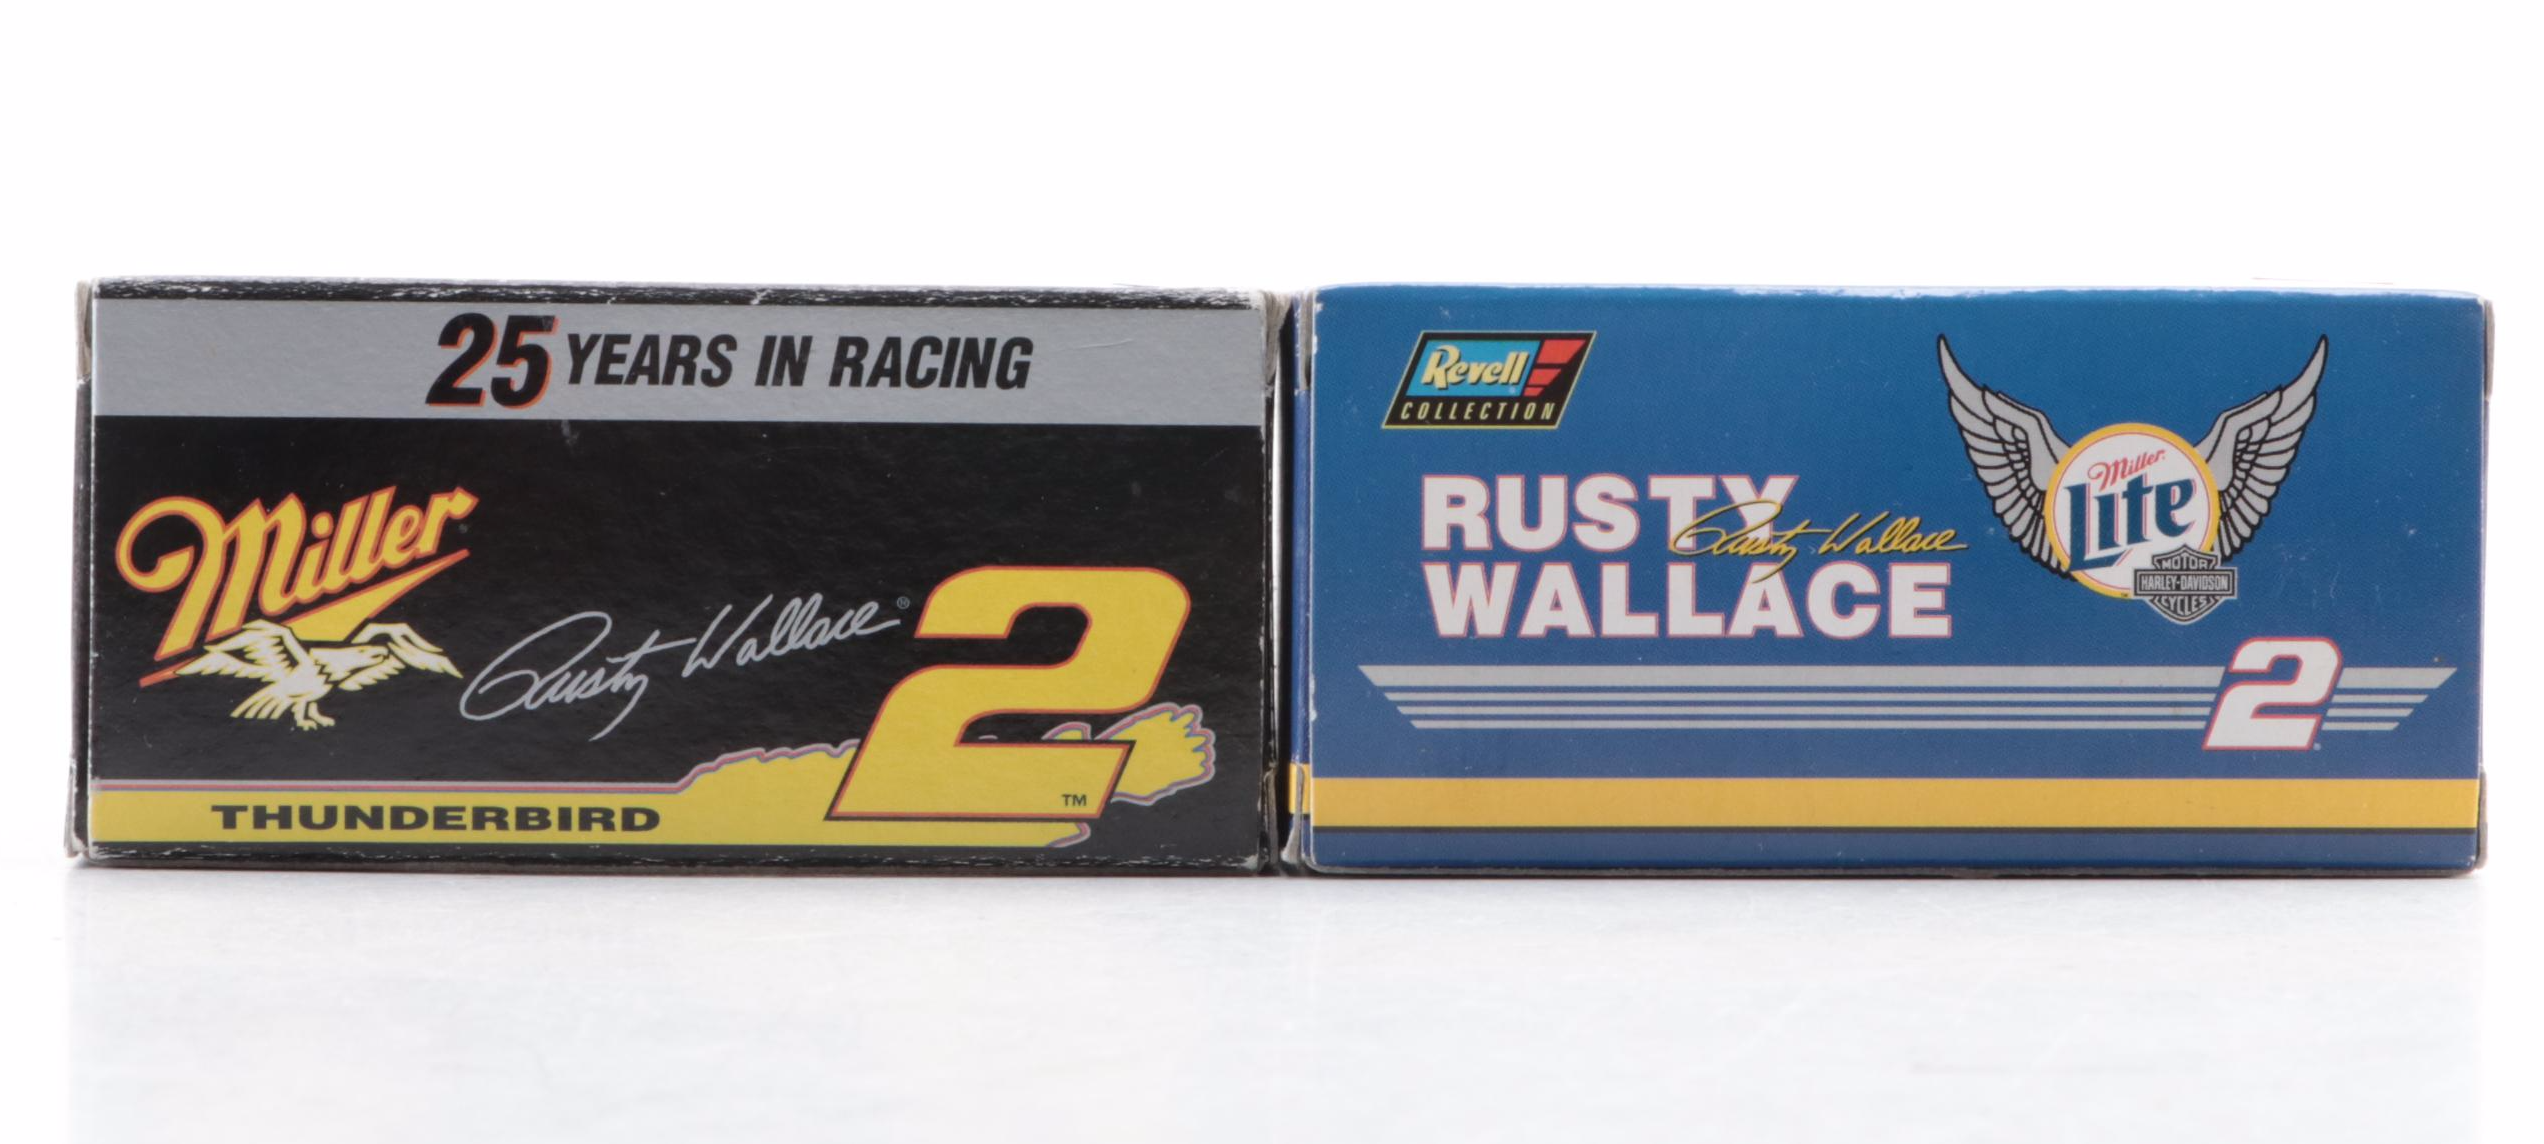 25 YEARS IN RACING
Miller
Rusty Wallace ®
2
TM
THUNDERBIRD
Revell
COLLECTION
RUSTY
Rusty Wallace
WALLACE
Miller
Lite
MOTOR
HARLEY-DAVIDSON
CYCLES
2